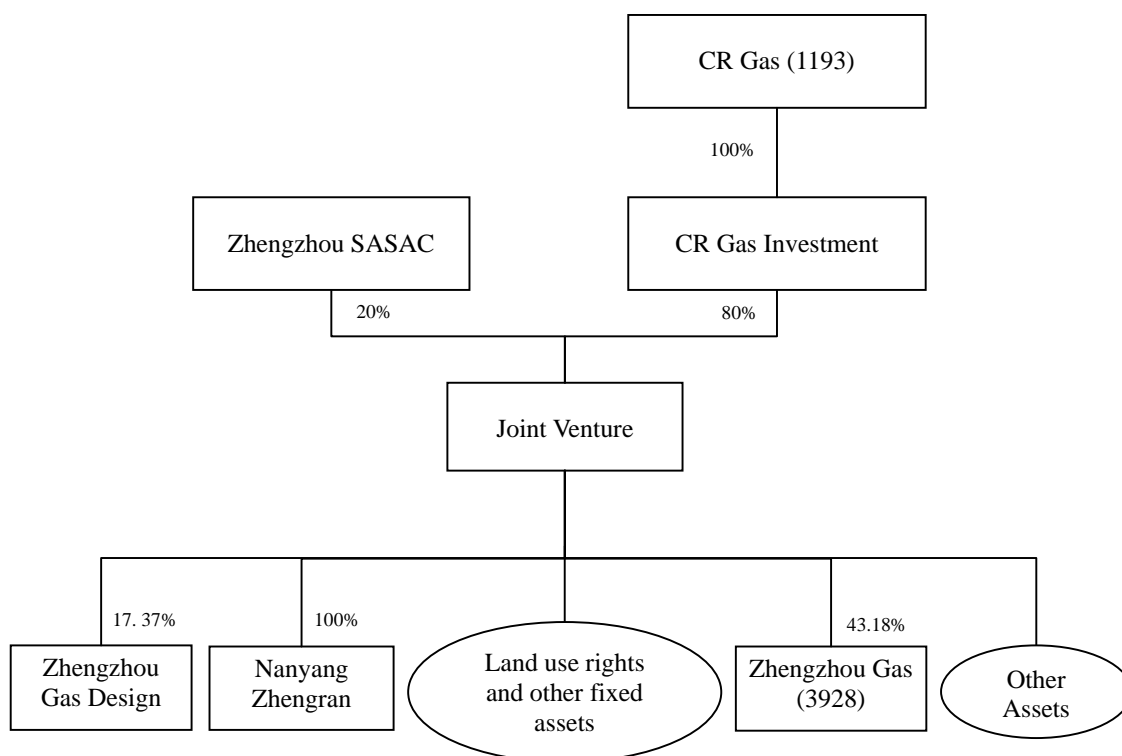 CR Gas (1193)
100%
Zhengzhou SASAC
CR Gas Investment
20%
80%
Joint Venture
17. 37%
100%
43.18%
Zhengzhou
Gas Design
Nanyang
Zhengran
Land use rights
and other fixed
assets
Zhengzhou Gas
(3928)
Other
Assets